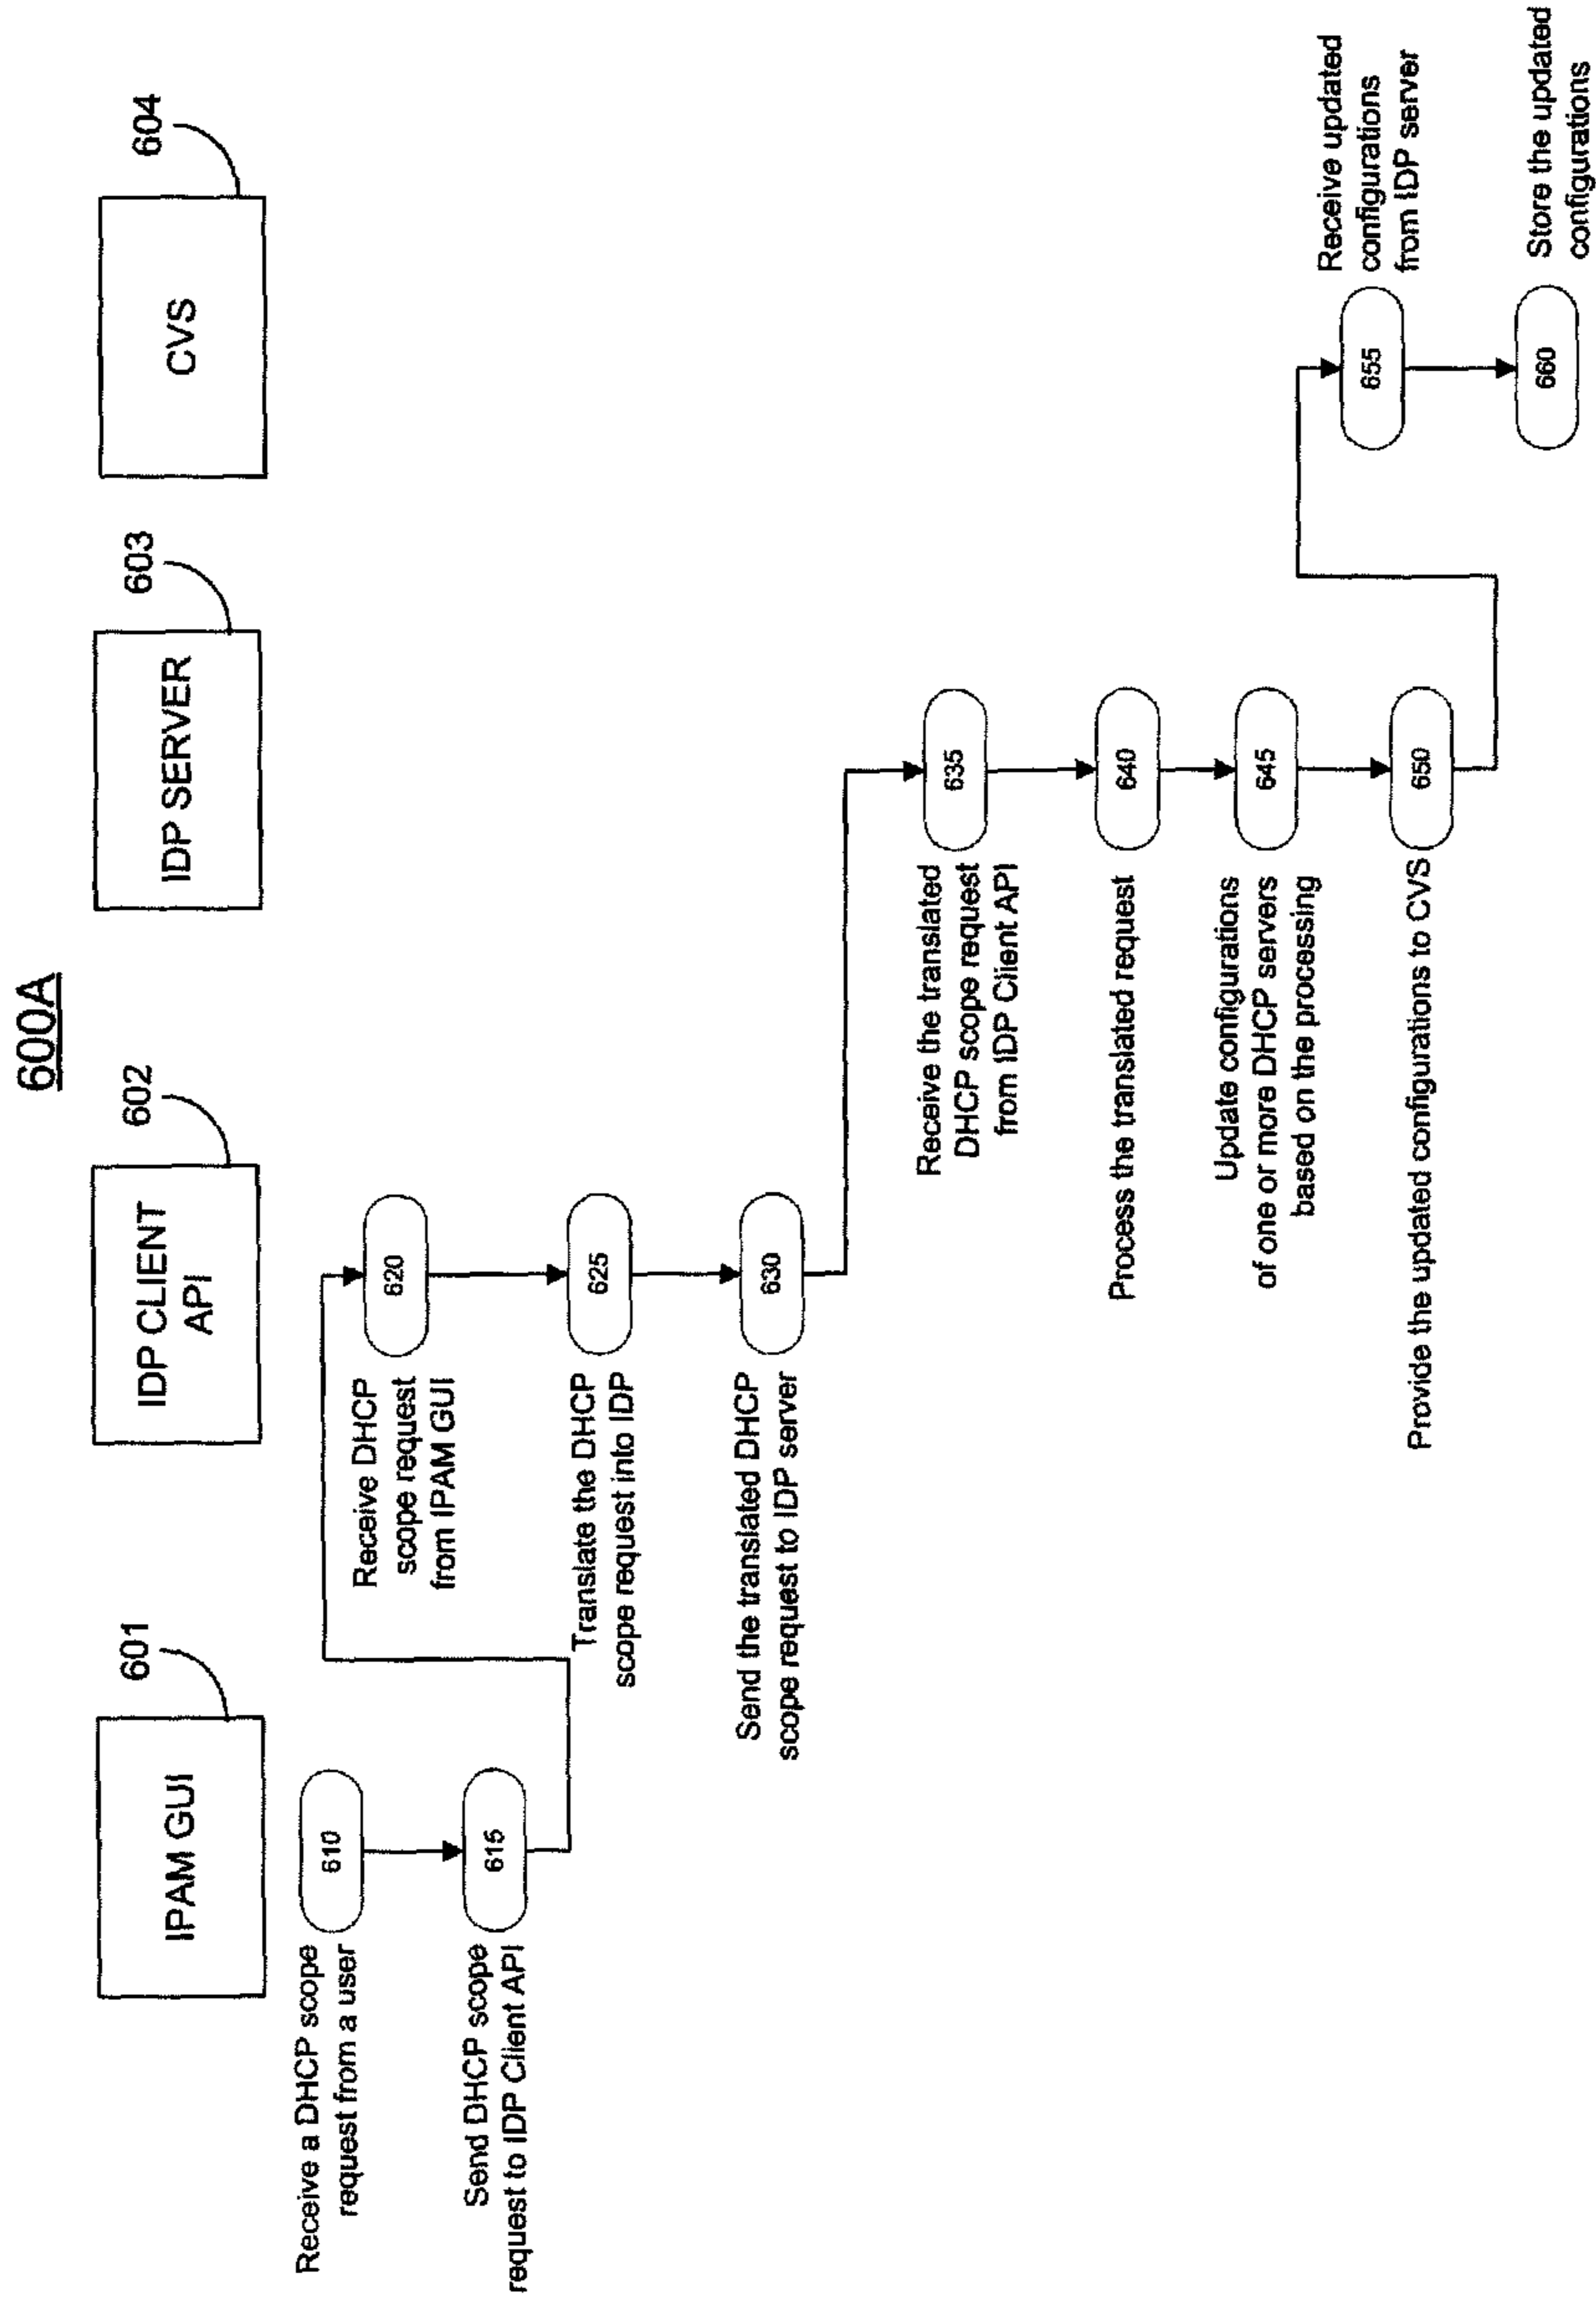 600A
601
IPAM GUI
602
IDP CLIENT
API
603
IDP SERVER
604
CVS
Receive a DHCP scope
request from a user
610
Send DHCP scope
request to IDP Client API
615
Receive DHCP
scope request
from IPAM GUI
620
Translate the DHCP
scope request into IDP
625
Send the translated DHCP
scope request to IDP server
630
Receive the translated
DHCP scope request
from IDP Client API
635
Process the translated request
640
Update configurations
of one or more DHCP servers
based on the processing
645
Provide the updated configurations to CVS
650
Receive updated
configurations
from IDP server
655
Store the updated
configurations
660